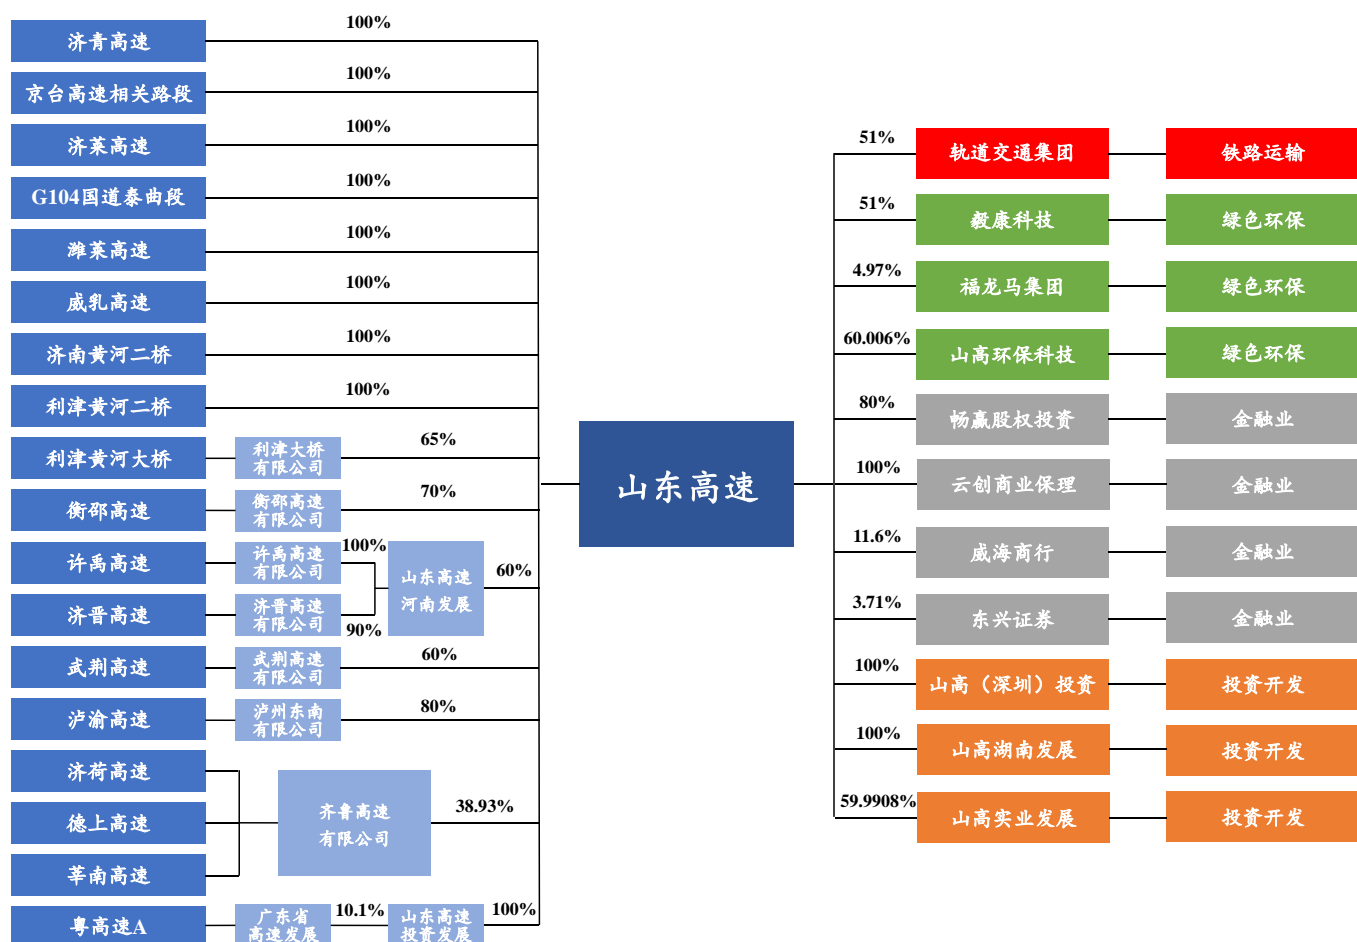 济青高速
100%
京台高速相关路段
100%
济莱高速
100%
G104国道泰曲段
100%
潍莱高速
100%
威乳高速
100%
济南黄河二桥
100%
利津黄河二桥
100%
利津黄河大桥
利津大桥
有限公司
65%
衡邵高速
衡邵高速
有限公司
70%
许禹高速
许禹高速
有限公司
100%
济晋高速
济晋高速
有限公司
90%
山东高速
河南发展
60%
武荆高速
武荆高速
有限公司
60%
泸渝高速
泸州东南
有限公司
80%
济荷高速
德上高速
莘南高速
齐鲁高速
有限公司
38.93%
粤高速A
广东省
高速发展
10.1%
山东高速
投资发展
100%
山东高速
51%
轨道交通集团
铁路运输
51%
毅康科技
绿色环保
4.97%
福龙马集团
绿色环保
60.006%
山高环保科技
绿色环保
80%
畅赢股权投资
金融业
100%
云创商业保理
金融业
11.6%
威海商行
金融业
3.71%
东兴证券
金融业
100%
山高（深圳）投资
投资开发
100%
山高湖南发展
投资开发
59.9908%
山高实业发展
投资开发